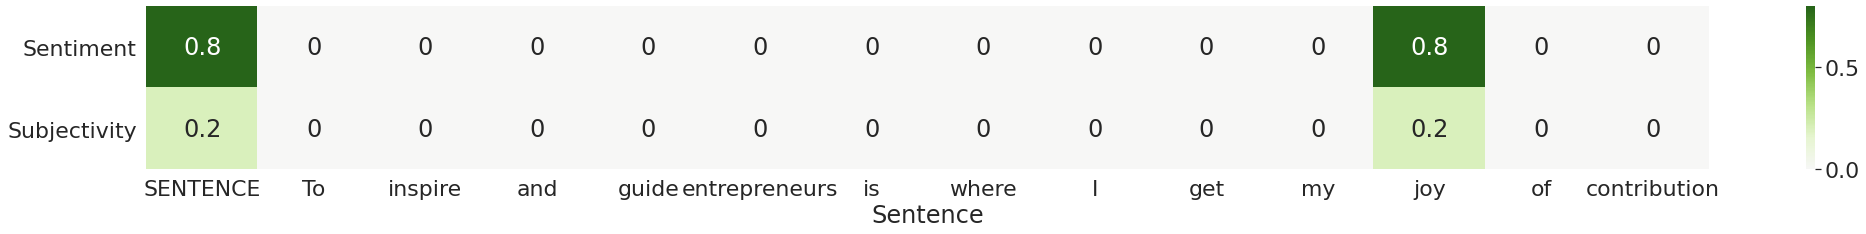 Sentiment 0.8 0 0 0 0 0 0 0 0 0 0 0.8 0 0
0.5
Subjectivity 0.2 0 0 0 0 0 0 0 0 0 0 0.2 0 0
0.0
SENTENCE To inspire and guide entrepreneurs is where I get my joy of contribution
Sentence